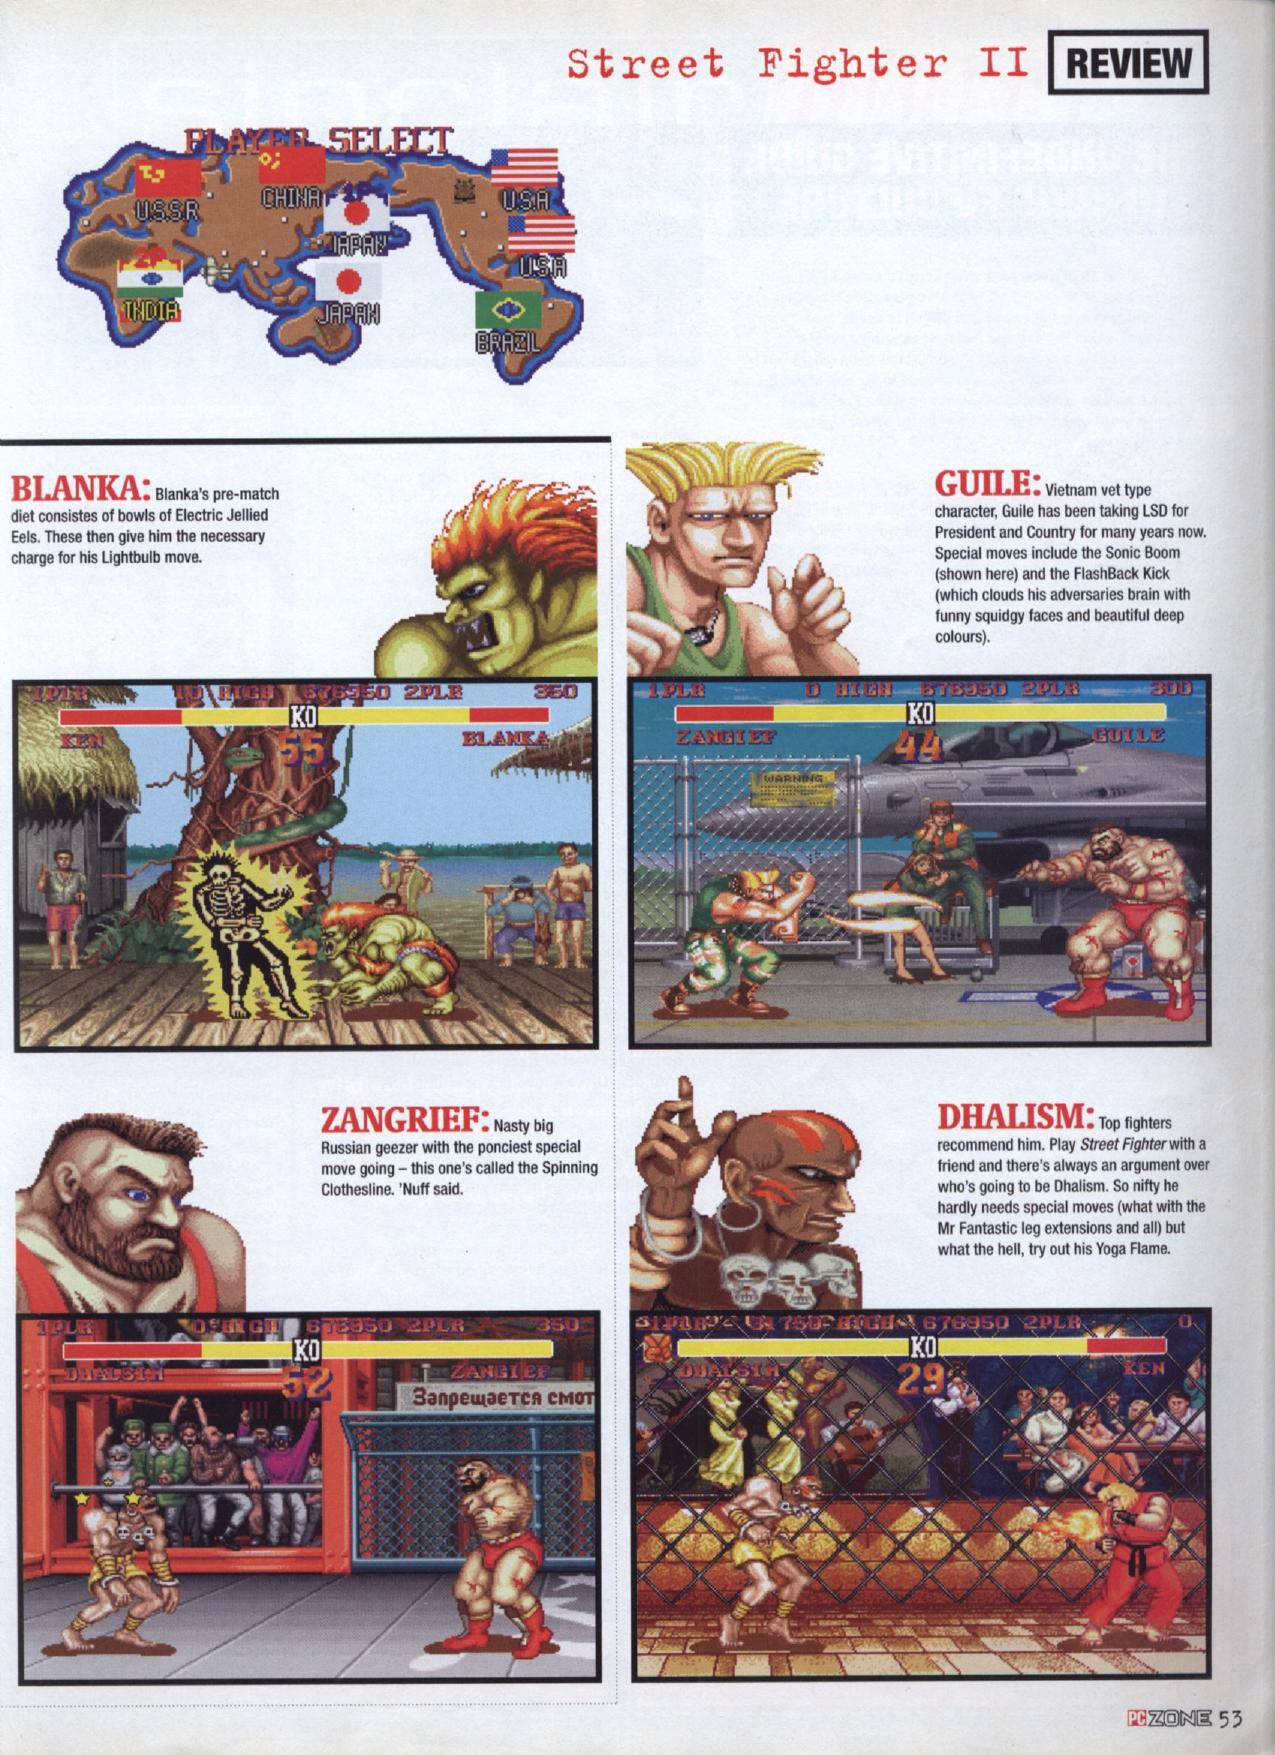 Street Fighter II REVIEW
PLAYER SELECT
U.S.S.R
CHINA
U.S.A
1P
JAPAN
U.S.A
2P
INDIA
JAPAN
BRAZIL
BLANKA: Blanka's pre-match
diet consistes of bowls of Electric Jellied
Eels. These then give him the necessary
charge for his Lightbulb move.
GUILE: Vietnam vet type
character, Guile has been taking LSD for
President and Country for many years now.
Special moves include the Sonic Boom
(shown here) and the FlashBack Kick
(which clouds his adversaries brain with
funny squidgy faces and beautiful deep
colours).
1PLR 10 HIGH 676950 2PLR 350
KO
KEN 55 BLANKA
1PLR 0 HIGH 676950 2PLR 300
KO
ZANGIEF 44 GUILE
WARNING
ZANGRIEF: Nasty big
Russian geezer with the ponciest special
move going – this one's called the Spinning
Clothesline. 'Nuff said.
DHALISM: Top fighters
recommend him. Play Street Fighter with a
friend and there's always an argument over
who's going to be Dhalism. So nifty he
hardly needs special moves (what with the
Mr Fantastic leg extensions and all) but
what the hell, try out his Yoga Flame.
1PLR 0 HIGH 676950 2PLR 350
KO
DHALSIM 52 ZANGIEF
Запрещается смот
1PLR 31750 HIGH 676950 2PLR 0
KO
DHALSIM 29 KEN
PC ZONE 53